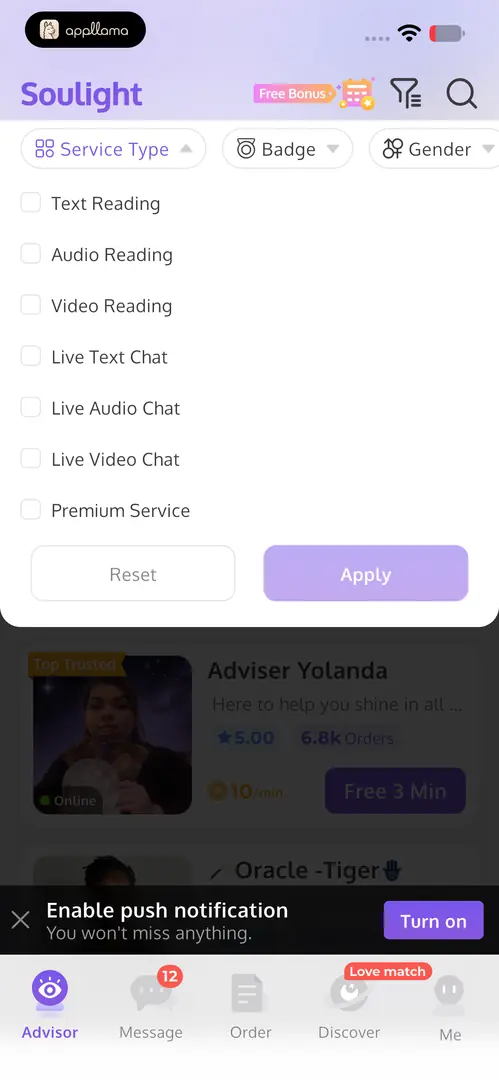 appllama
Soulight
Free Bonus
Service Type
Badge
Gender
Text Reading
Audio Reading
Video Reading
Live Text Chat
Live Audio Chat
Live Video Chat
Premium Service
Reset
Apply
Top Trusted
Adviser Yolanda
Here to help you shine in all ...
5.00
6.8k Orders
Online
10/min
Free 3 Min
Oracle -Tiger
Enable push notification
You won't miss anything.
Turn on
12
Love match
Advisor
Message
Order
Discover
Me